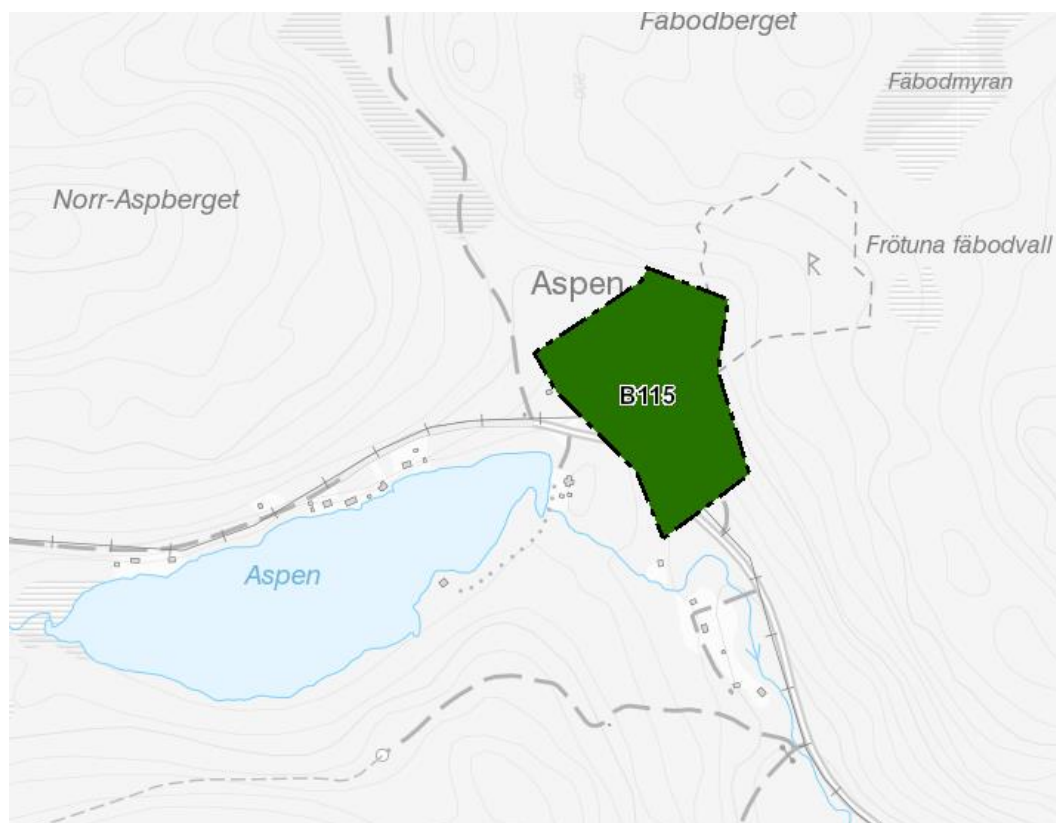 Fäbodberget
Fäbodmyran
Norr-Aspberget
Frötuna fäbodvall
Aspen
B115
Aspen